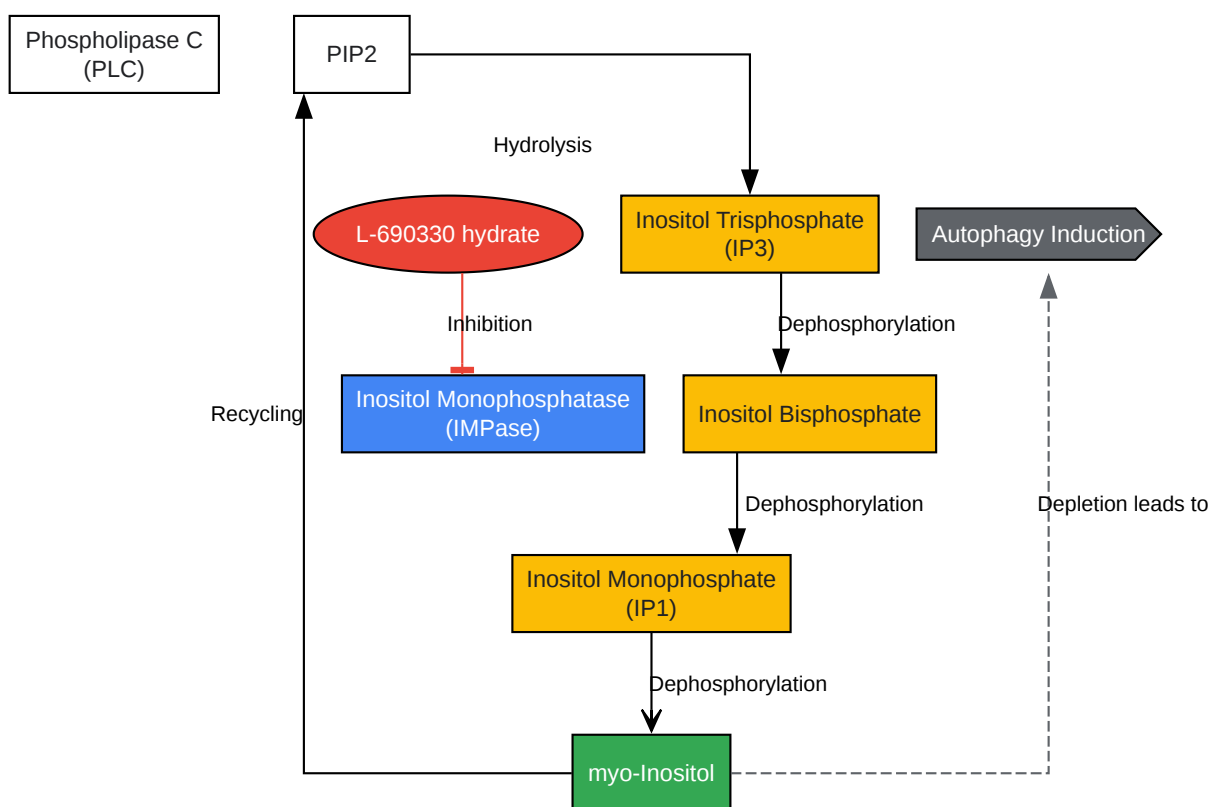 Phospholipase C
(PLC)
PIP2
Hydrolysis
L-690330 hydrate
Inositol Trisphosphate
(IP3)
Autophagy Induction
Inhibition
Dephosphorylation
Inositol Monophosphatase
(IMPase)
Inositol Bisphosphate
Recycling
Dephosphorylation
Depletion leads to
Inositol Monophosphate
(IP1)
Dephosphorylation
myo-Inositol